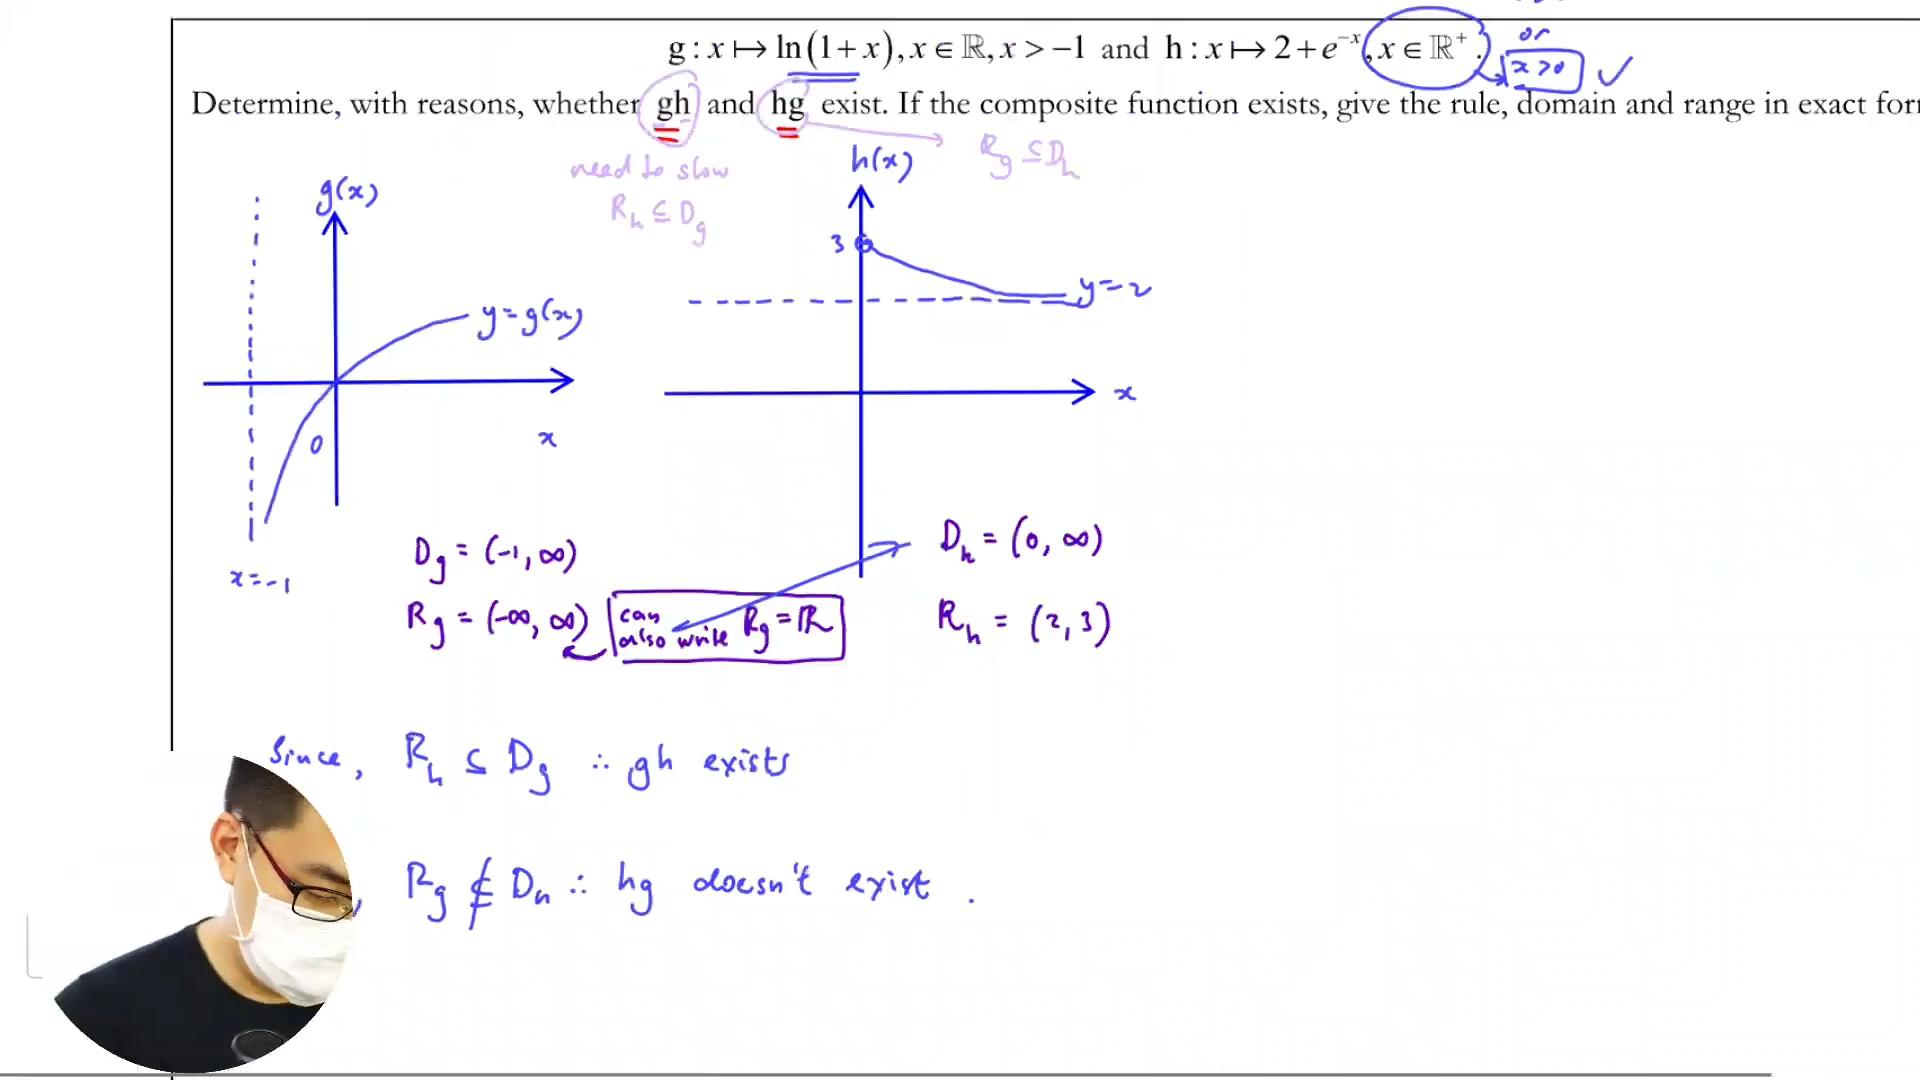 or
g : x ↦ ln(1+x), x ∈ ℝ, x > −1 and h : x ↦ 2 + e⁻ˣ, x ∈ ℝ⁺.
x>0 ✓
Determine, with reasons, whether gh and hg exist. If the composite function exists, give the rule, domain and range in exact for
need to slow
R_h ⊆ D_g
R_g ⊆ D_h
g(x)
y=g(x)
0
x
x=-1
h(x)
3
y=2
x
D_g = (-1, ∞)
R_g = (-∞, ∞)
can also write R_g = ℝ
D_h = (0, ∞)
R_h = (2, 3)
Since, R_h ⊆ D_g ∴ gh exists
, R_g ⊄ D_h ∴ hg doesn't exist.